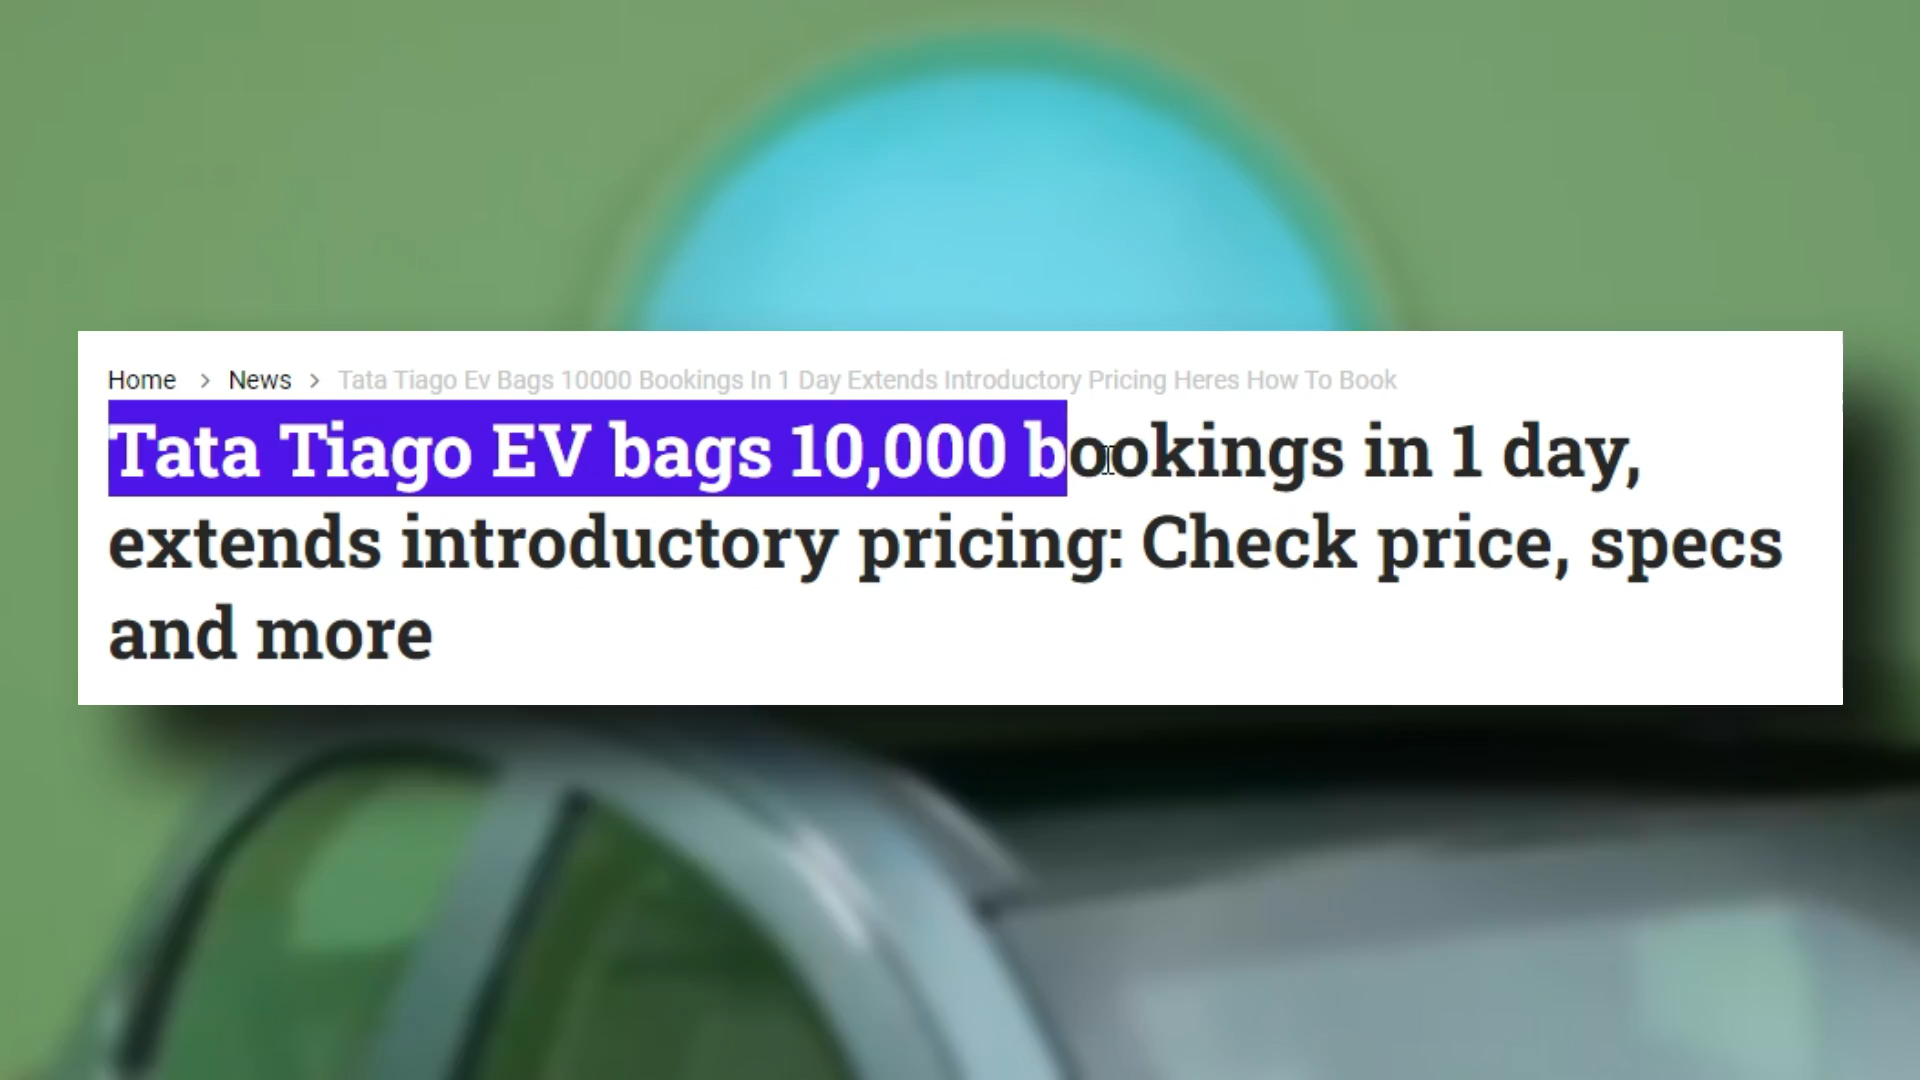 Home > News > Tata Tiago Ev Bags 10000 Bookings In 1 Day Extends Introductory Pricing Heres How To Book
Tata Tiago EV bags 10,000 bookings in 1 day,
extends introductory pricing: Check price, specs
and more